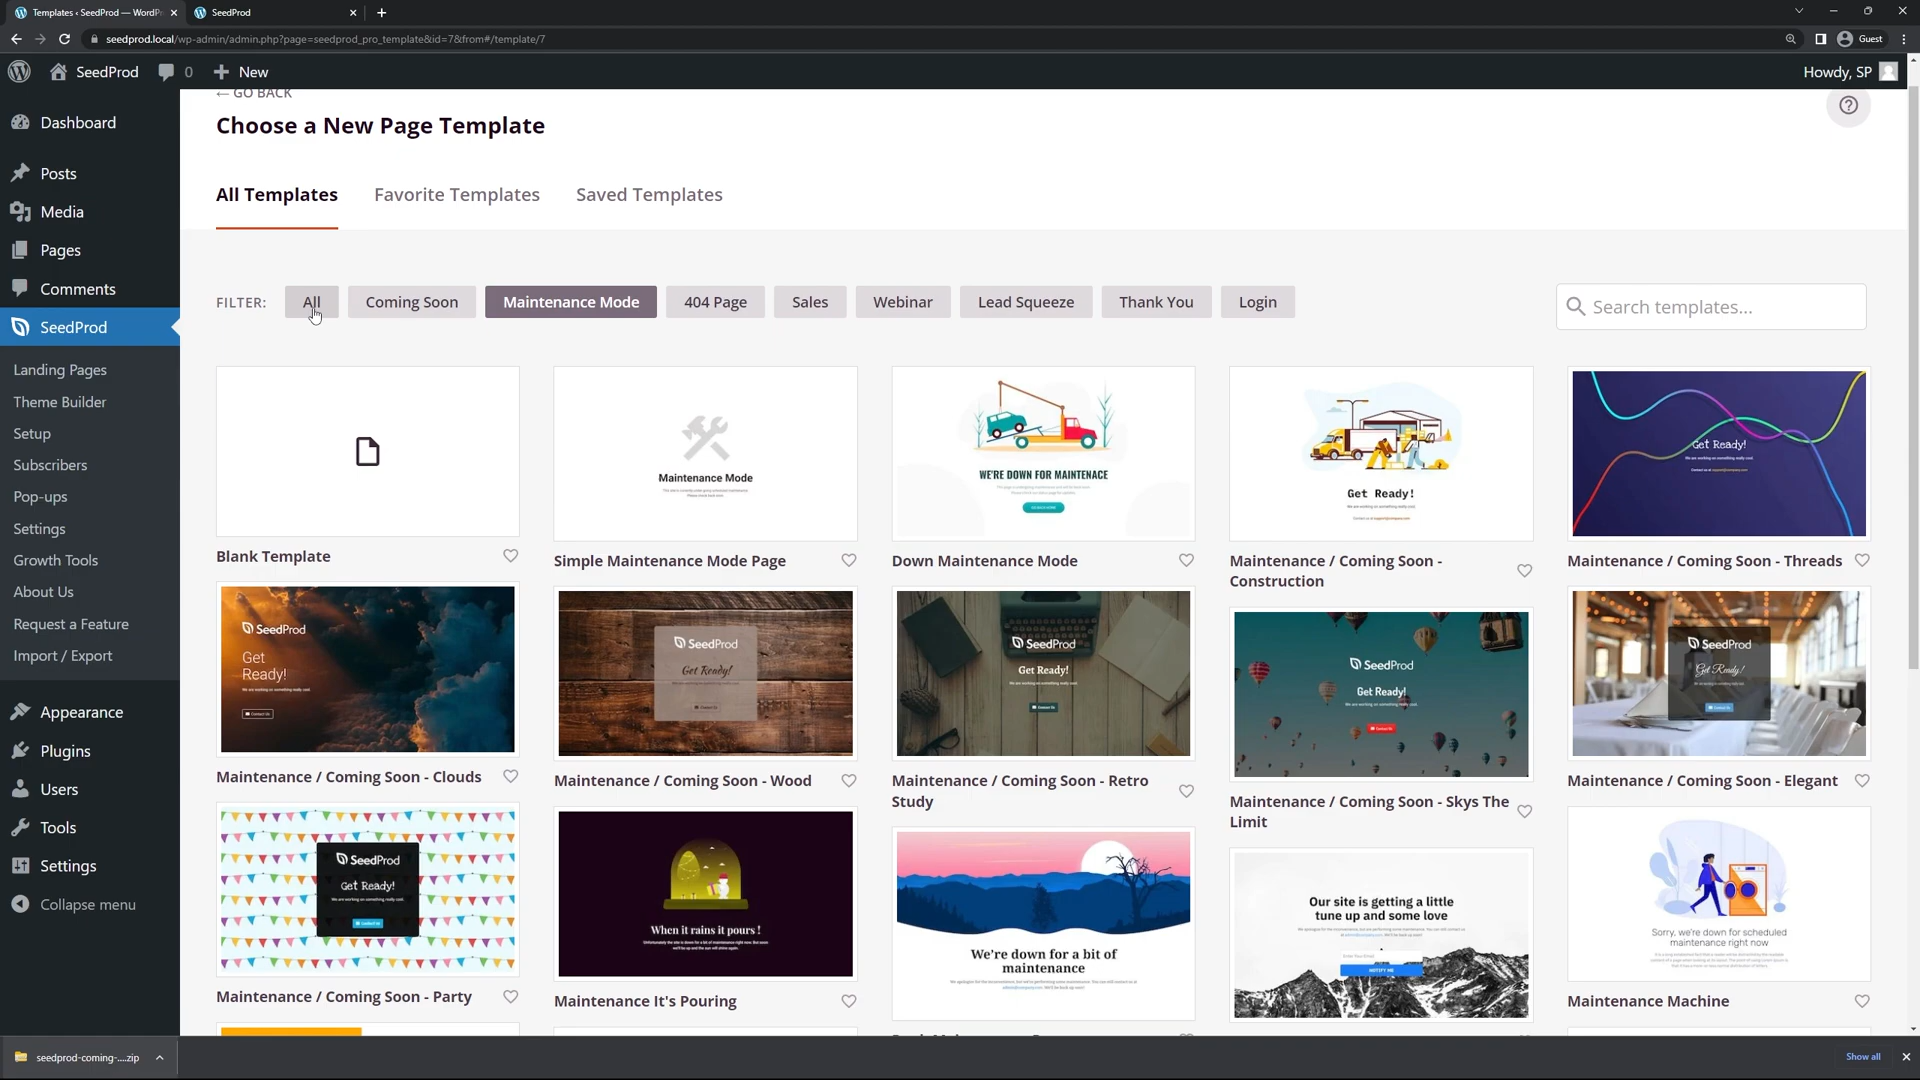 Templates ‹ SeedProd — WordP
SeedProd
seedprod.local/wp-admin/admin.php?page=seedprod_pro_template&id=7&from#/template/7
Guest
SeedProd
0
New
Howdy, SP
Dashboard
Posts
Media
Pages
Comments
SeedProd
Landing Pages
Theme Builder
Setup
Subscribers
Pop-ups
Settings
Growth Tools
About Us
Request a Feature
Import / Export
Appearance
Plugins
Users
Tools
Settings
Collapse menu
← GO BACK
Choose a New Page Template
All Templates
Favorite Templates
Saved Templates
FILTER:
All
Coming Soon
Maintenance Mode
404 Page
Sales
Webinar
Lead Squeeze
Thank You
Login
Search templates...
Blank Template
Maintenance Mode
Simple Maintenance Mode Page
WE'RE DOWN FOR MAINTENACE
Down Maintenance Mode
Get Ready!
Maintenance / Coming Soon -
Construction
Get Ready!
Maintenance / Coming Soon - Threads
SeedProd
Get
Ready!
Maintenance / Coming Soon - Clouds
SeedProd
Get Ready!
Maintenance / Coming Soon - Wood
SeedProd
Get Ready!
Maintenance / Coming Soon - Retro
Study
SeedProd
Get Ready!
Maintenance / Coming Soon - Skys The
Limit
SeedProd
Get Ready!
Maintenance / Coming Soon - Elegant
SeedProd
Get Ready!
Maintenance / Coming Soon - Party
When it rains it pours !
Maintenance It's Pouring
We're down for a bit of
maintenance
Our site is getting a little
tune up and some love
NOTIFY ME
Sorry, we're down for scheduled
maintenance right now
Maintenance Machine
seedprod-coming-....zip
Show all